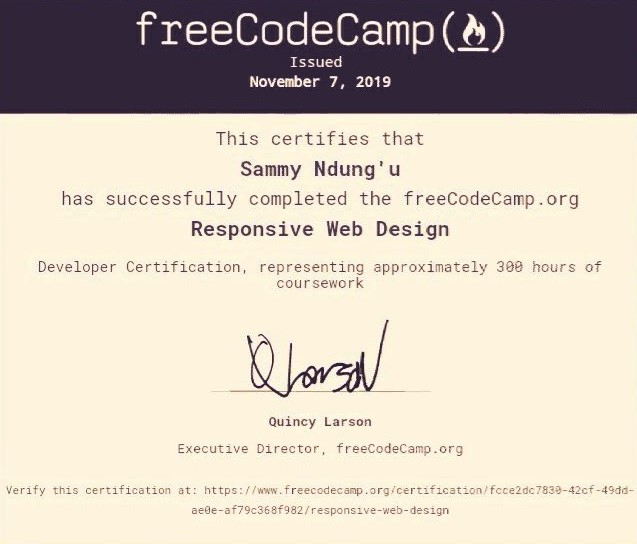 freeCodeCamp(🔥)
Issued
November 7, 2019
This certifies that
Sammy Ndung'u
has successfully completed the freeCodeCamp.org
Responsive Web Design
Developer Certification, representing approximately 300 hours of
coursework
Quincy Larson
Executive Director, freeCodeCamp.org
Verify this certification at: https://www.freecodecamp.org/certification/fcce2dc7830-42cf-49dd-
ae0e-af79c368f982/responsive-web-design